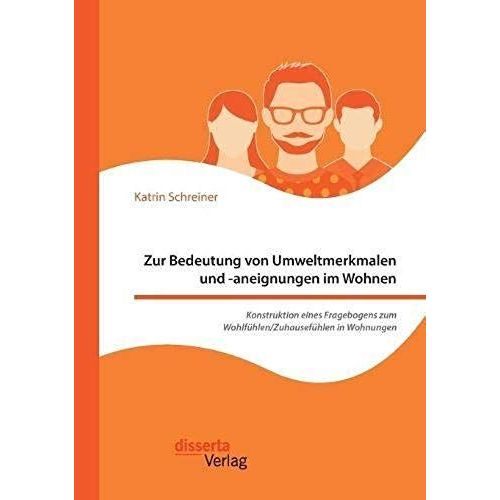 Katrin Schreiner
Zur Bedeutung von Umweltmerkmalen
und -aneignungen im Wohnen
Konstruktion eines Fragebogens zum
Wohlfühlen/Zuhausefühlen in Wohnungen
disserta
Verlag